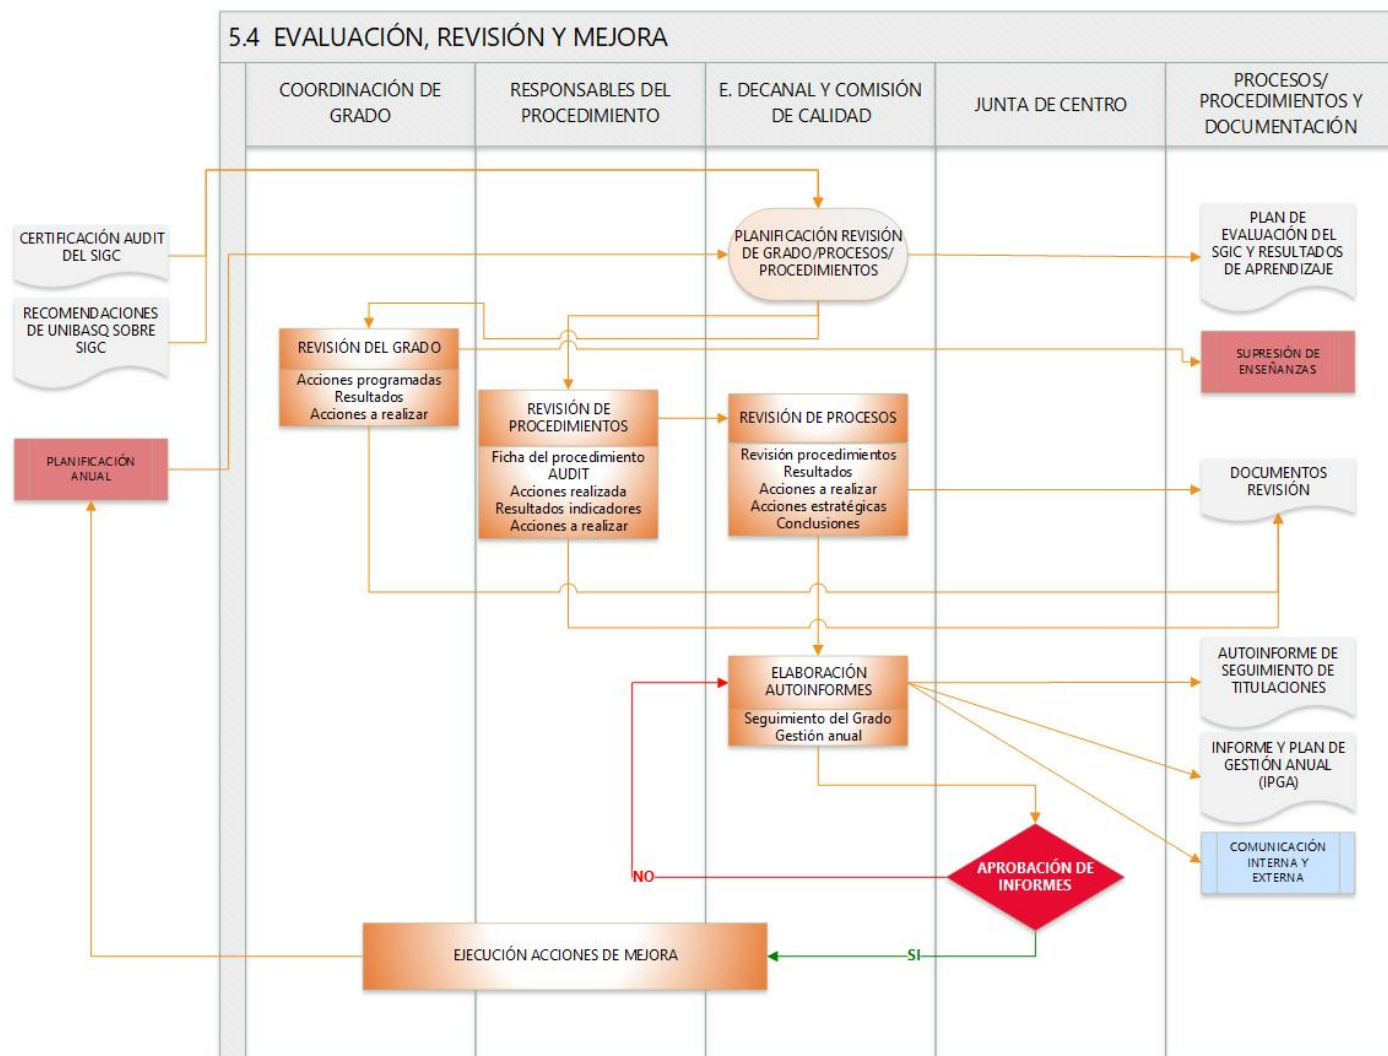 5.4 EVALUACIÓN, REVISIÓN Y MEJORA
COORDINACIÓN DE
GRADO
RESPONSABLES DEL
PROCEDIMIENTO
E. DECANAL Y COMISIÓN
DE CALIDAD
JUNTA DE CENTRO
PROCESOS/
PROCEDIMIENTOS Y
DOCUMENTACIÓN
CERTIFICACIÓN AUDIT
DEL SIGC
RECOMENDACIONES
DE UNIBASQ SOBRE
SIGC
PLANIFICACIÓN
ANUAL
PLANIFICACIÓN REVISIÓN
DE GRADO/PROCESOS/
PROCEDIMIENTOS
PLAN DE
EVALUACIÓN DEL
SGIC Y RESULTADOS
DE APRENDIZAJE
REVISIÓN DEL GRADO
Acciones programadas
Resultados
Acciones a realizar
SUPRESIÓN DE
ENSEÑANZAS
REVISIÓN DE
PROCEDIMIENTOS
Ficha del procedimiento
AUDIT
Acciones realizada
Resultados indicadores
Acciones a realizar
REVISIÓN DE PROCESOS
Revisión procedimientos
Resultados
Acciones a realizar
Acciones estratégicas
Conclusiones
DOCUMENTOS
REVISIÓN
ELABORACIÓN
AUTOINFORMES
Seguimiento del Grado
Gestión anual
AUTOINFORME DE
SEGUIMIENTO DE
TITULACIONES
INFORME Y PLAN DE
GESTIÓN ANUAL
(IPGA)
COMUNICACIÓN
INTERNA Y
EXTERNA
APROBACIÓN DE
INFORMES
NO
SI
EJECUCIÓN ACCIONES DE MEJORA